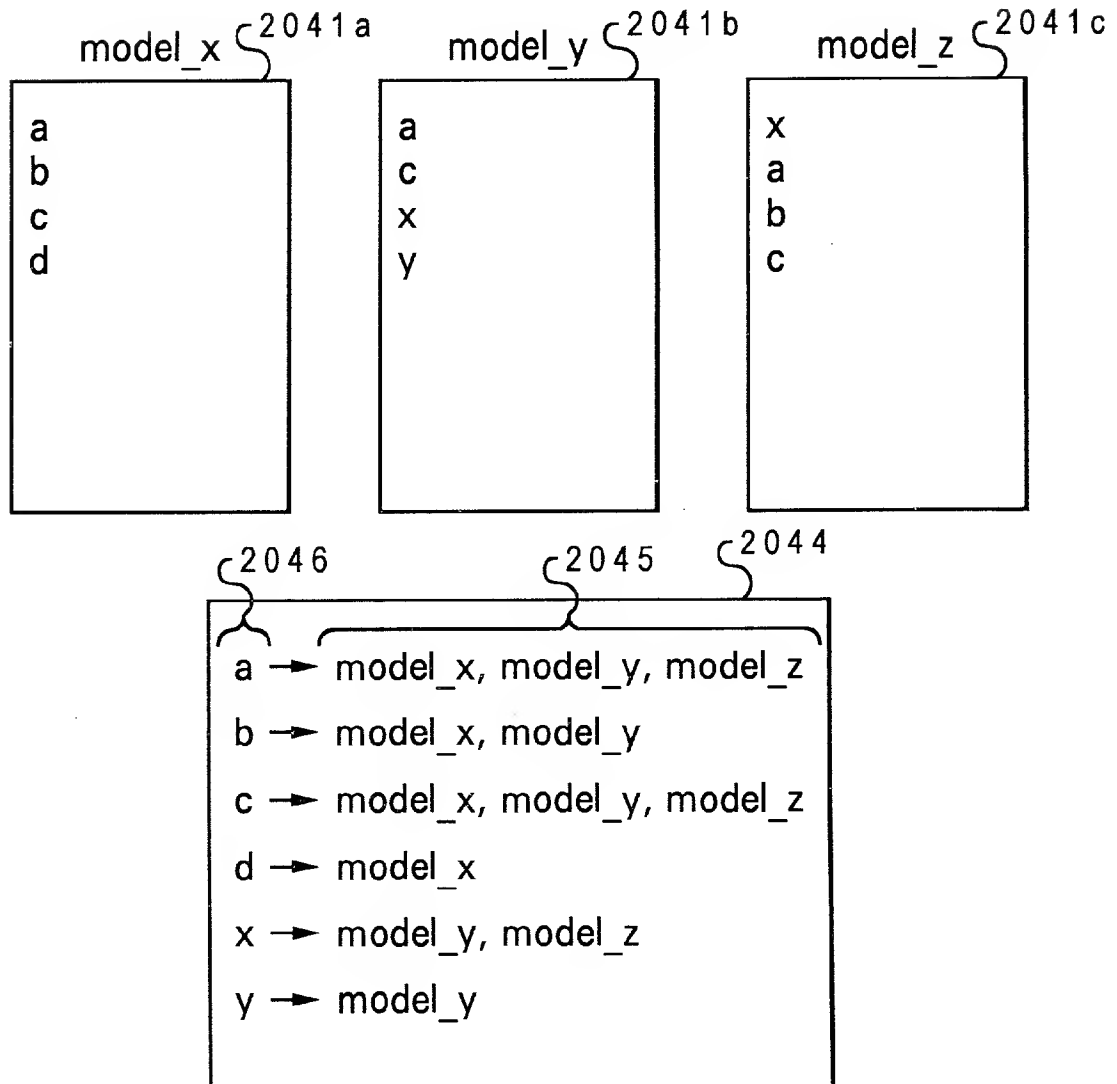 model_x 2041a
a
b
c
d
model_y 2041b
a
c
x
y
model_z 2041c
x
a
b
c
2046 2045 2044
a → model_x, model_y, model_z
b → model_x, model_y
c → model_x, model_y, model_z
d → model_x
x → model_y, model_z
y → model_y